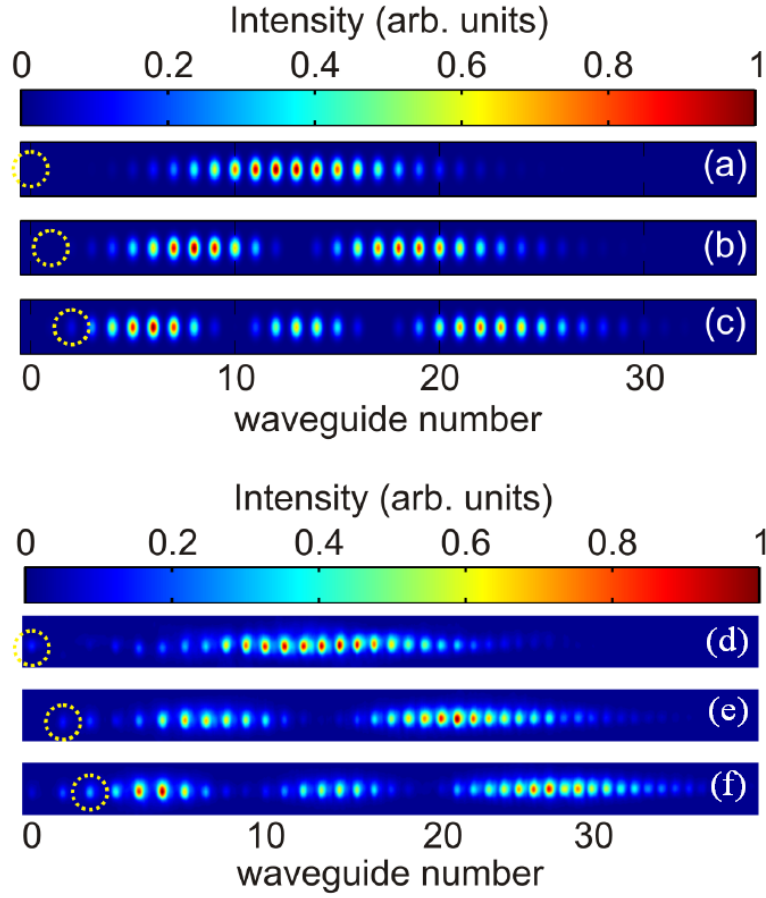 Intensity (arb. units)
0 0.2 0.4 0.6 0.8 1
(a)
(b)
(c)
0 10 20 30
waveguide number
Intensity (arb. units)
0 0.2 0.4 0.6 0.8 1
(d)
(e)
(f)
0 10 20 30
waveguide number